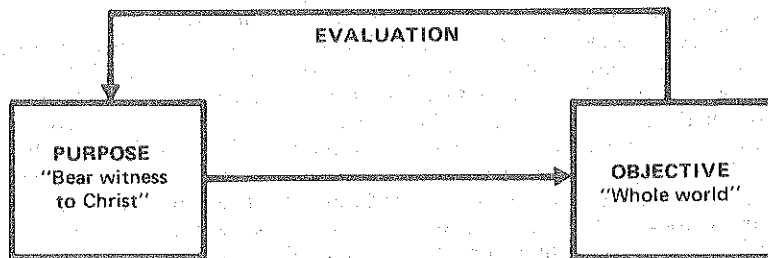 EVALUATION
PURPOSE
"Bear witness
to Christ"
OBJECTIVE
"Whole world"